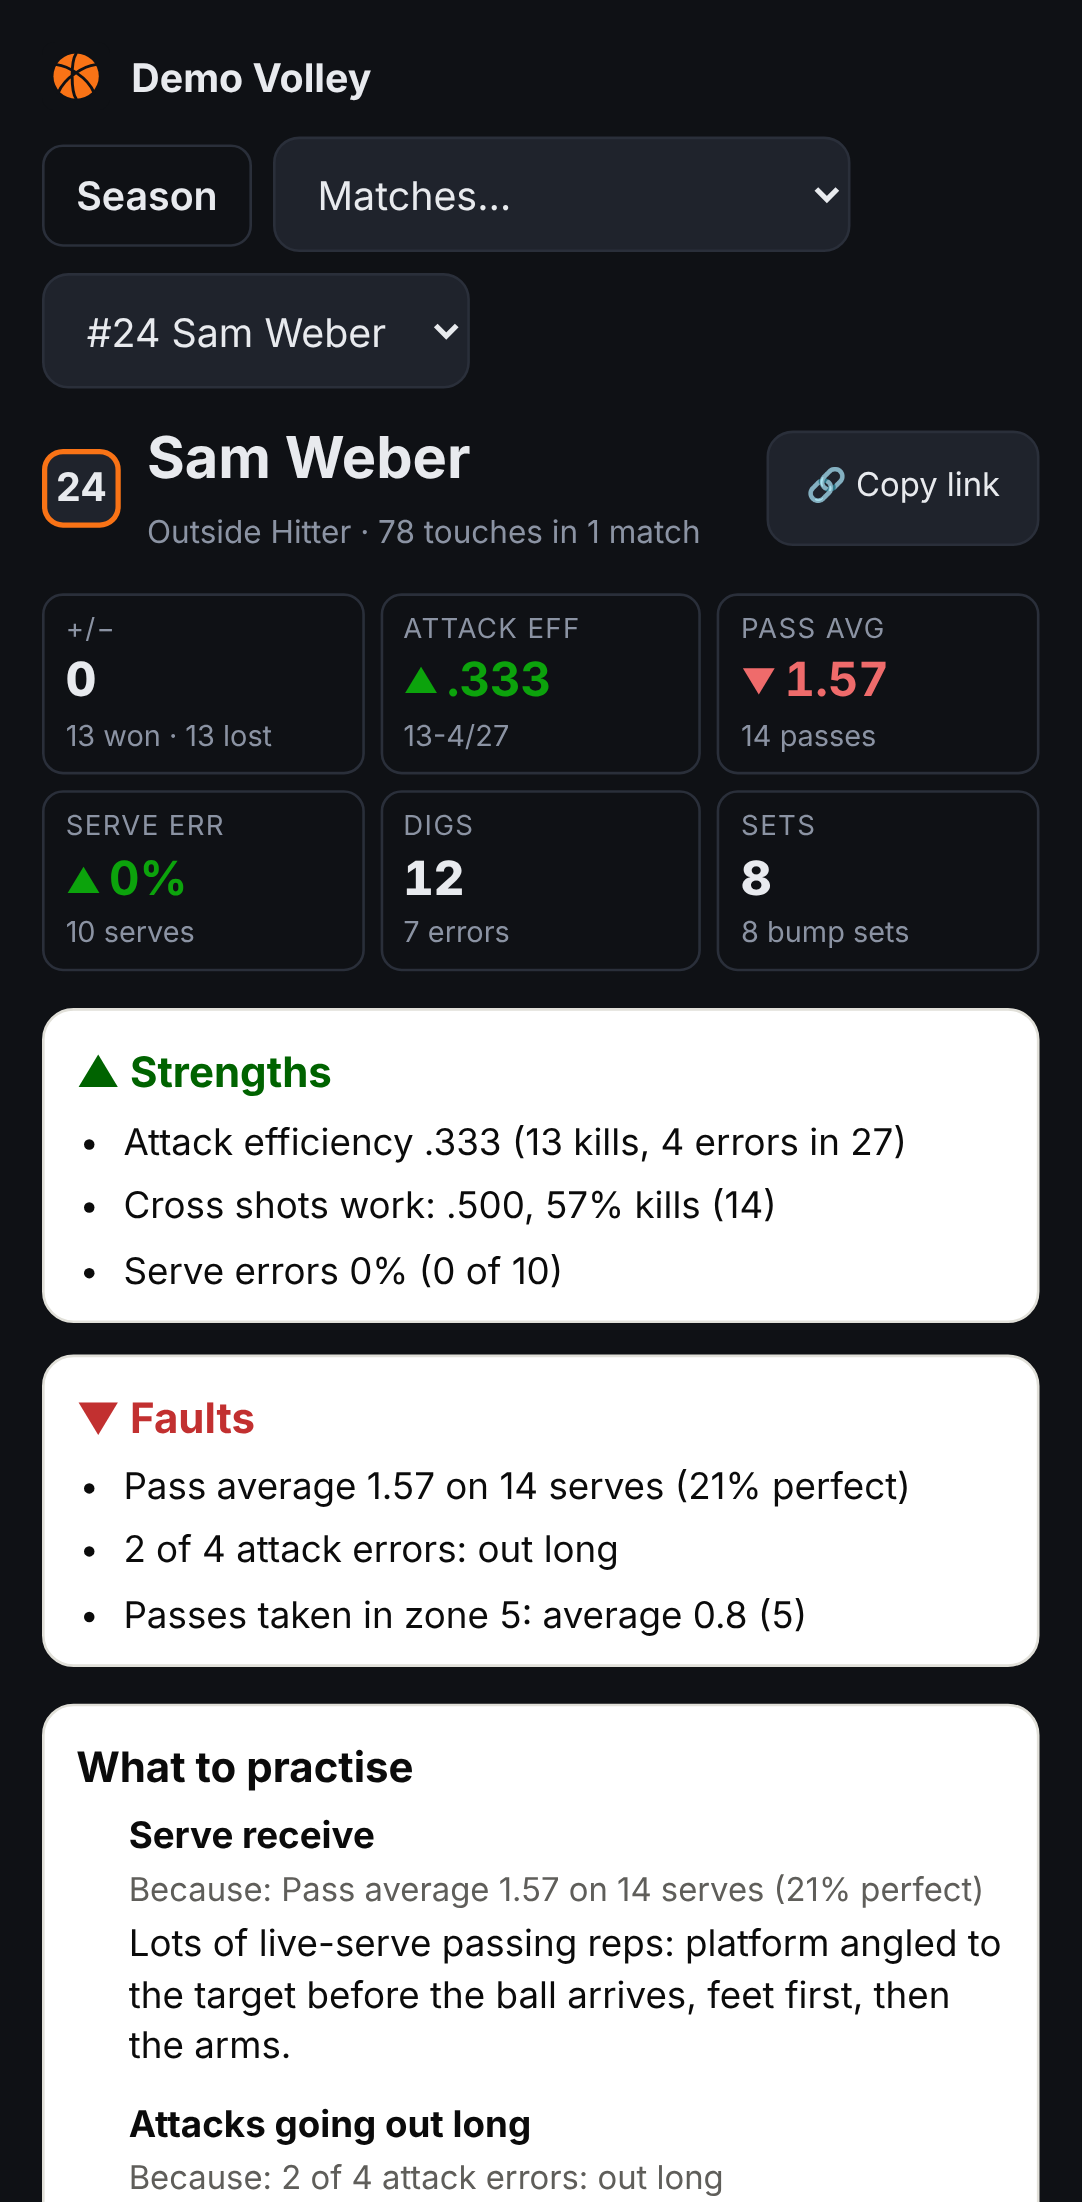 Demo Volley
Season
Matches...
#24 Sam Weber
24
Sam Weber
Outside Hitter · 78 touches in 1 match
🔗 Copy link
+/−
0
13 won · 13 lost
ATTACK EFF
▲ .333
13-4/27
PASS AVG
▼ 1.57
14 passes
SERVE ERR
▲ 0%
10 serves
DIGS
12
7 errors
SETS
8
8 bump sets
▲ Strengths
• Attack efficiency .333 (13 kills, 4 errors in 27)
• Cross shots work: .500, 57% kills (14)
• Serve errors 0% (0 of 10)
▼ Faults
• Pass average 1.57 on 14 serves (21% perfect)
• 2 of 4 attack errors: out long
• Passes taken in zone 5: average 0.8 (5)
What to practise
Serve receive
Because: Pass average 1.57 on 14 serves (21% perfect)
Lots of live-serve passing reps: platform angled to
the target before the ball arrives, feet first, then
the arms.
Attacks going out long
Because: 2 of 4 attack errors: out long